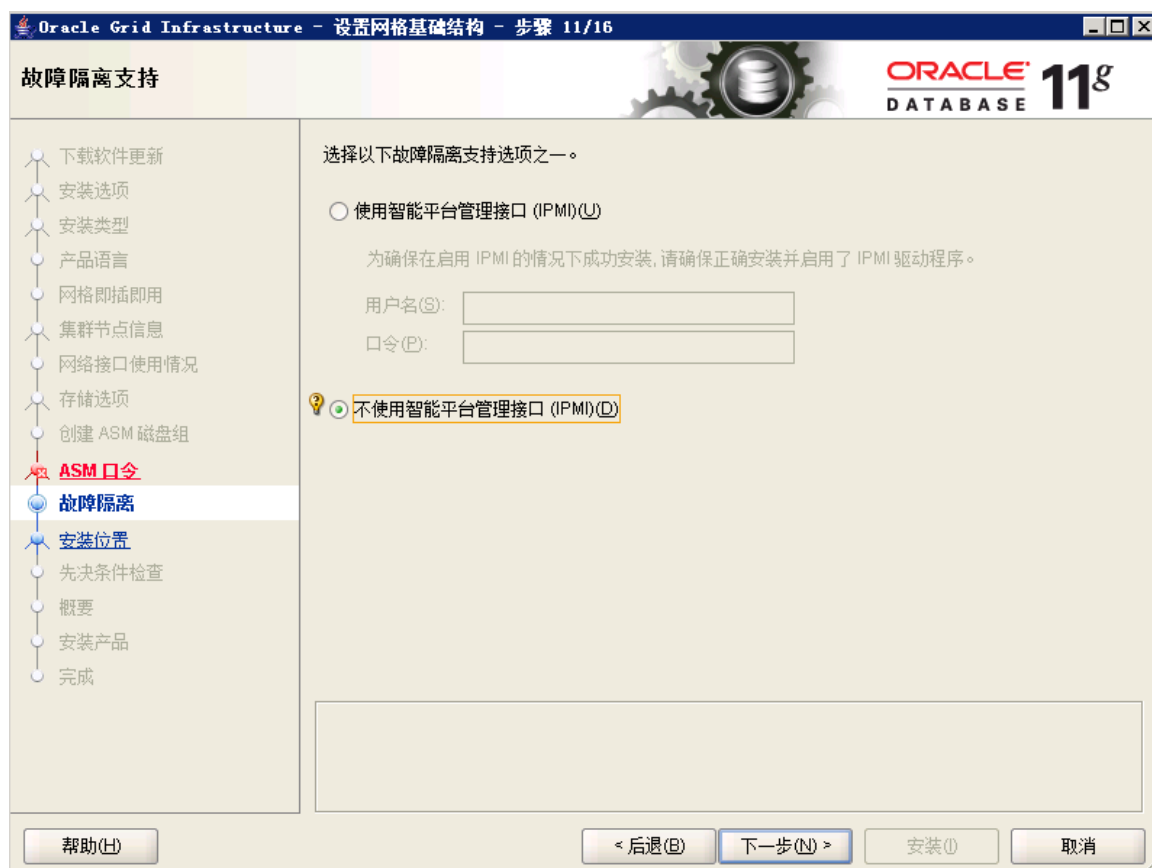 Oracle Grid Infrastructure - 设置网格基础结构 - 步骤 11/16
故障隔离支持
ORACLE
DATABASE
11g
下载软件更新
安装选项
安装类型
产品语言
网格即插即用
集群节点信息
网络接口使用情况
存储选项
创建 ASM 磁盘组
ASM 口令
故障隔离
安装位置
先决条件检查
概要
安装产品
完成
选择以下故障隔离支持选项之一。
使用智能平台管理接口 (IPMI)(U)
为确保在启用 IPMI 的情况下成功安装, 请确保正确安装并启用了 IPMI 驱动程序。
用户名(S):
口令(P):
不使用智能平台管理接口 (IPMI)(D)
帮助(H)
< 后退(B)
下一步(N) >
安装(I)
取消